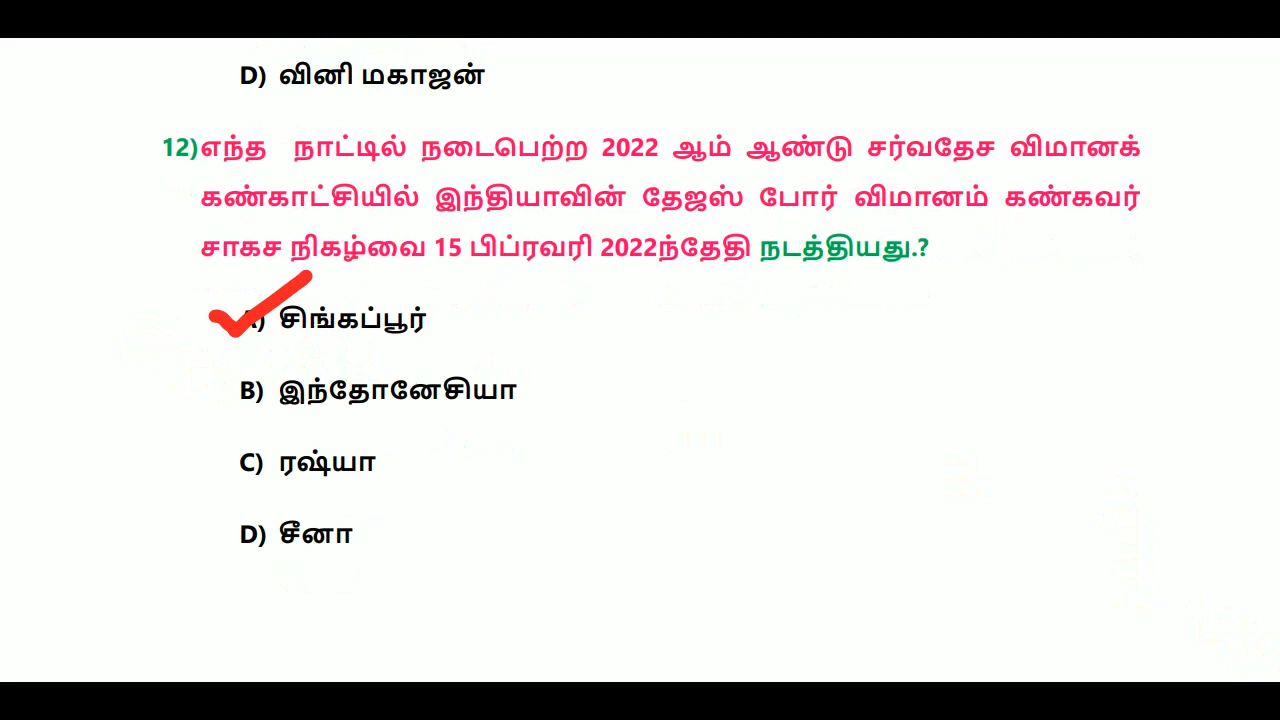 D) வினி மகாஜன்
12)எந்த நாட்டில் நடைபெற்ற 2022 ஆம் ஆண்டு சர்வதேச விமானக்
கண்காட்சியில் இந்தியாவின் தேஜஸ் போர் விமானம் கண்கவர்
சாகச நிகழ்வை 15 பிப்ரவரி 2022ந்தேதி நடத்தியது.?
A) சிங்கப்பூர்
B) இந்தோனேசியா
C) ரஷ்யா
D) சீனா